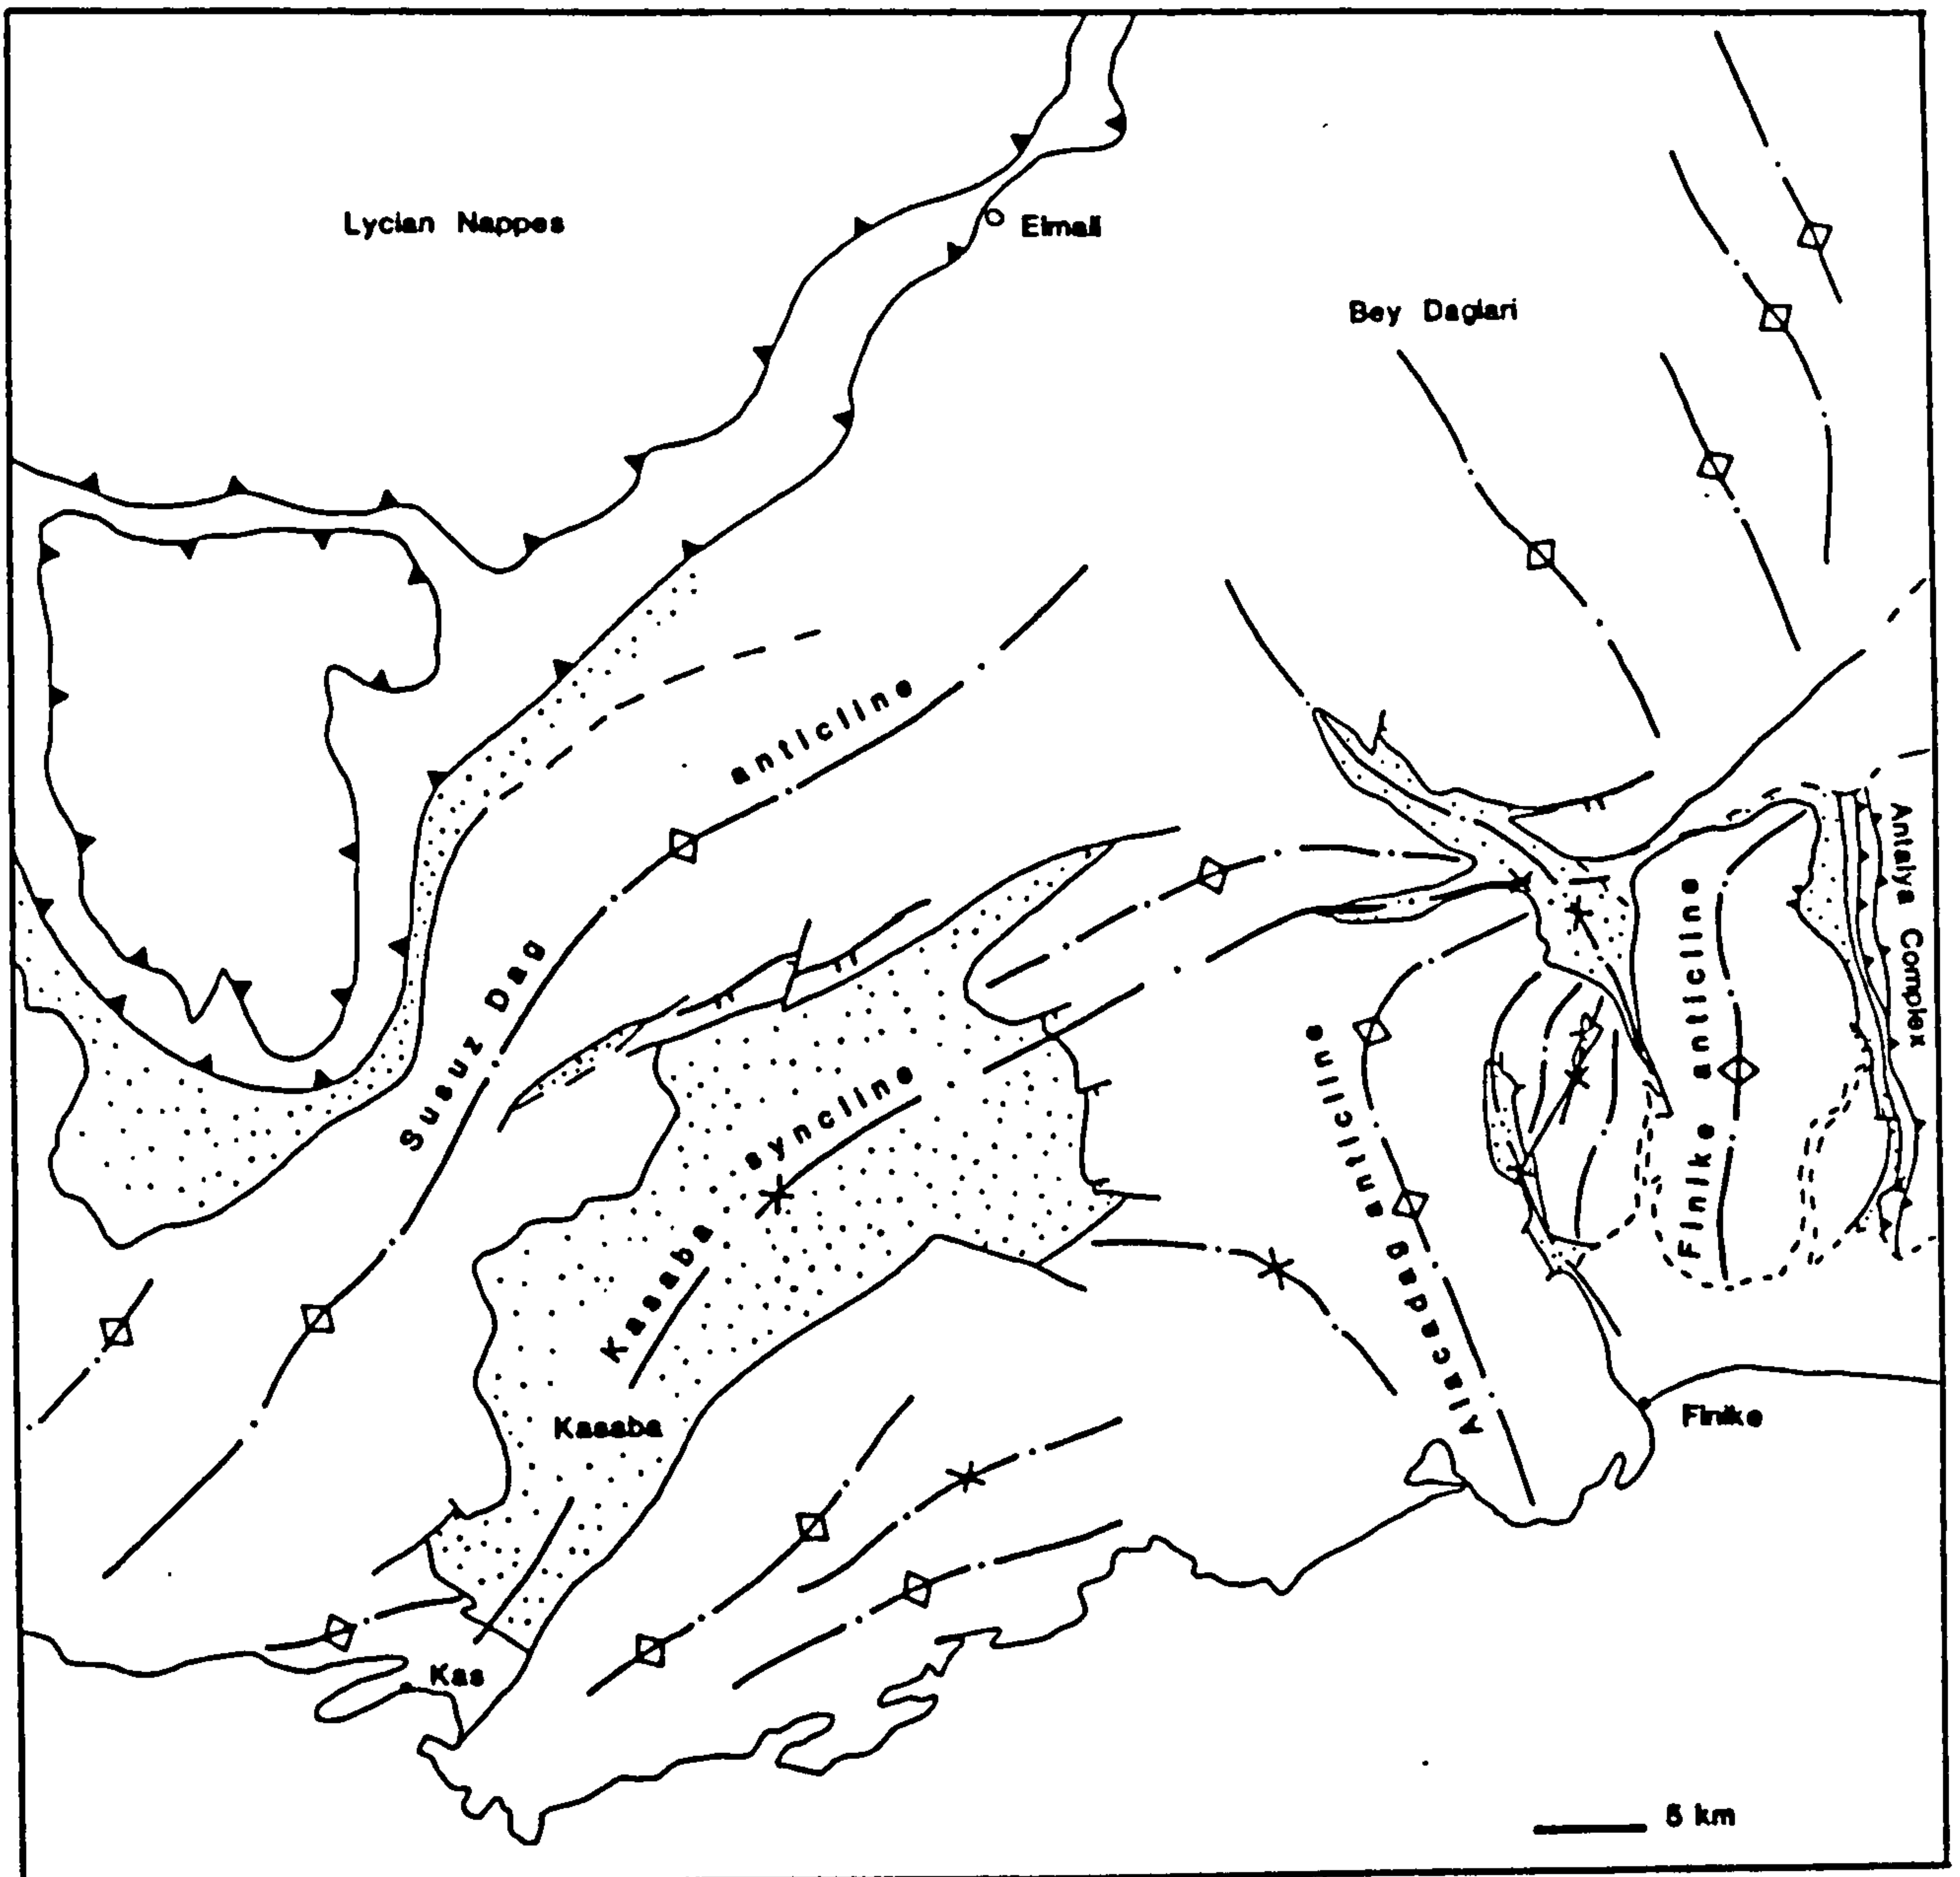 Lycian Nappes
Elmali
Bey Daglari
anticline
Susuz Dag
Antalya Complex
Finike anticline
Kasaba syncline
Alacadag anticline
Kasaba
Finike
Kas
5 km